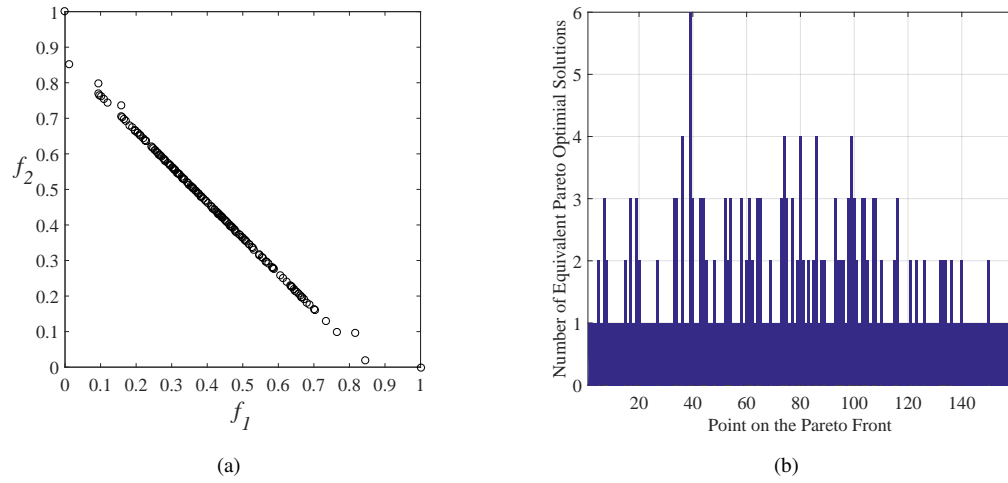 1
0.9
0.8
0.7
0.6
0.5
0.4
0.3
0.2
0.1
0
f2
0 0.1 0.2 0.3 0.4 0.5 0.6 0.7 0.8 0.9 1
f1
(a)
Number of Equivalent Pareto Optimial Solutions
6
5
4
3
2
1
0
20 40 60 80 100 120 140
Point on the Pareto Front
(b)